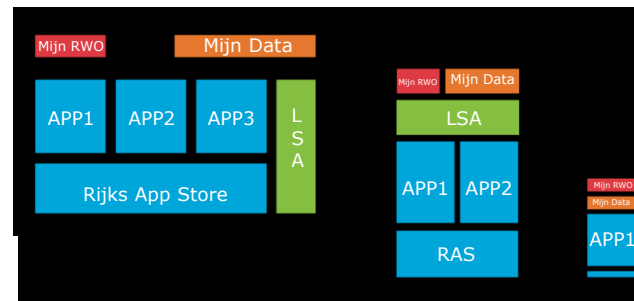 Mijn RWO
Mijn Data
APP1
APP2
APP3
L
S
A
Rijks App Store
Mijn RWO
Mijn Data
LSA
APP1
APP2
RAS
Mijn RWO
Mijn Data
APP1